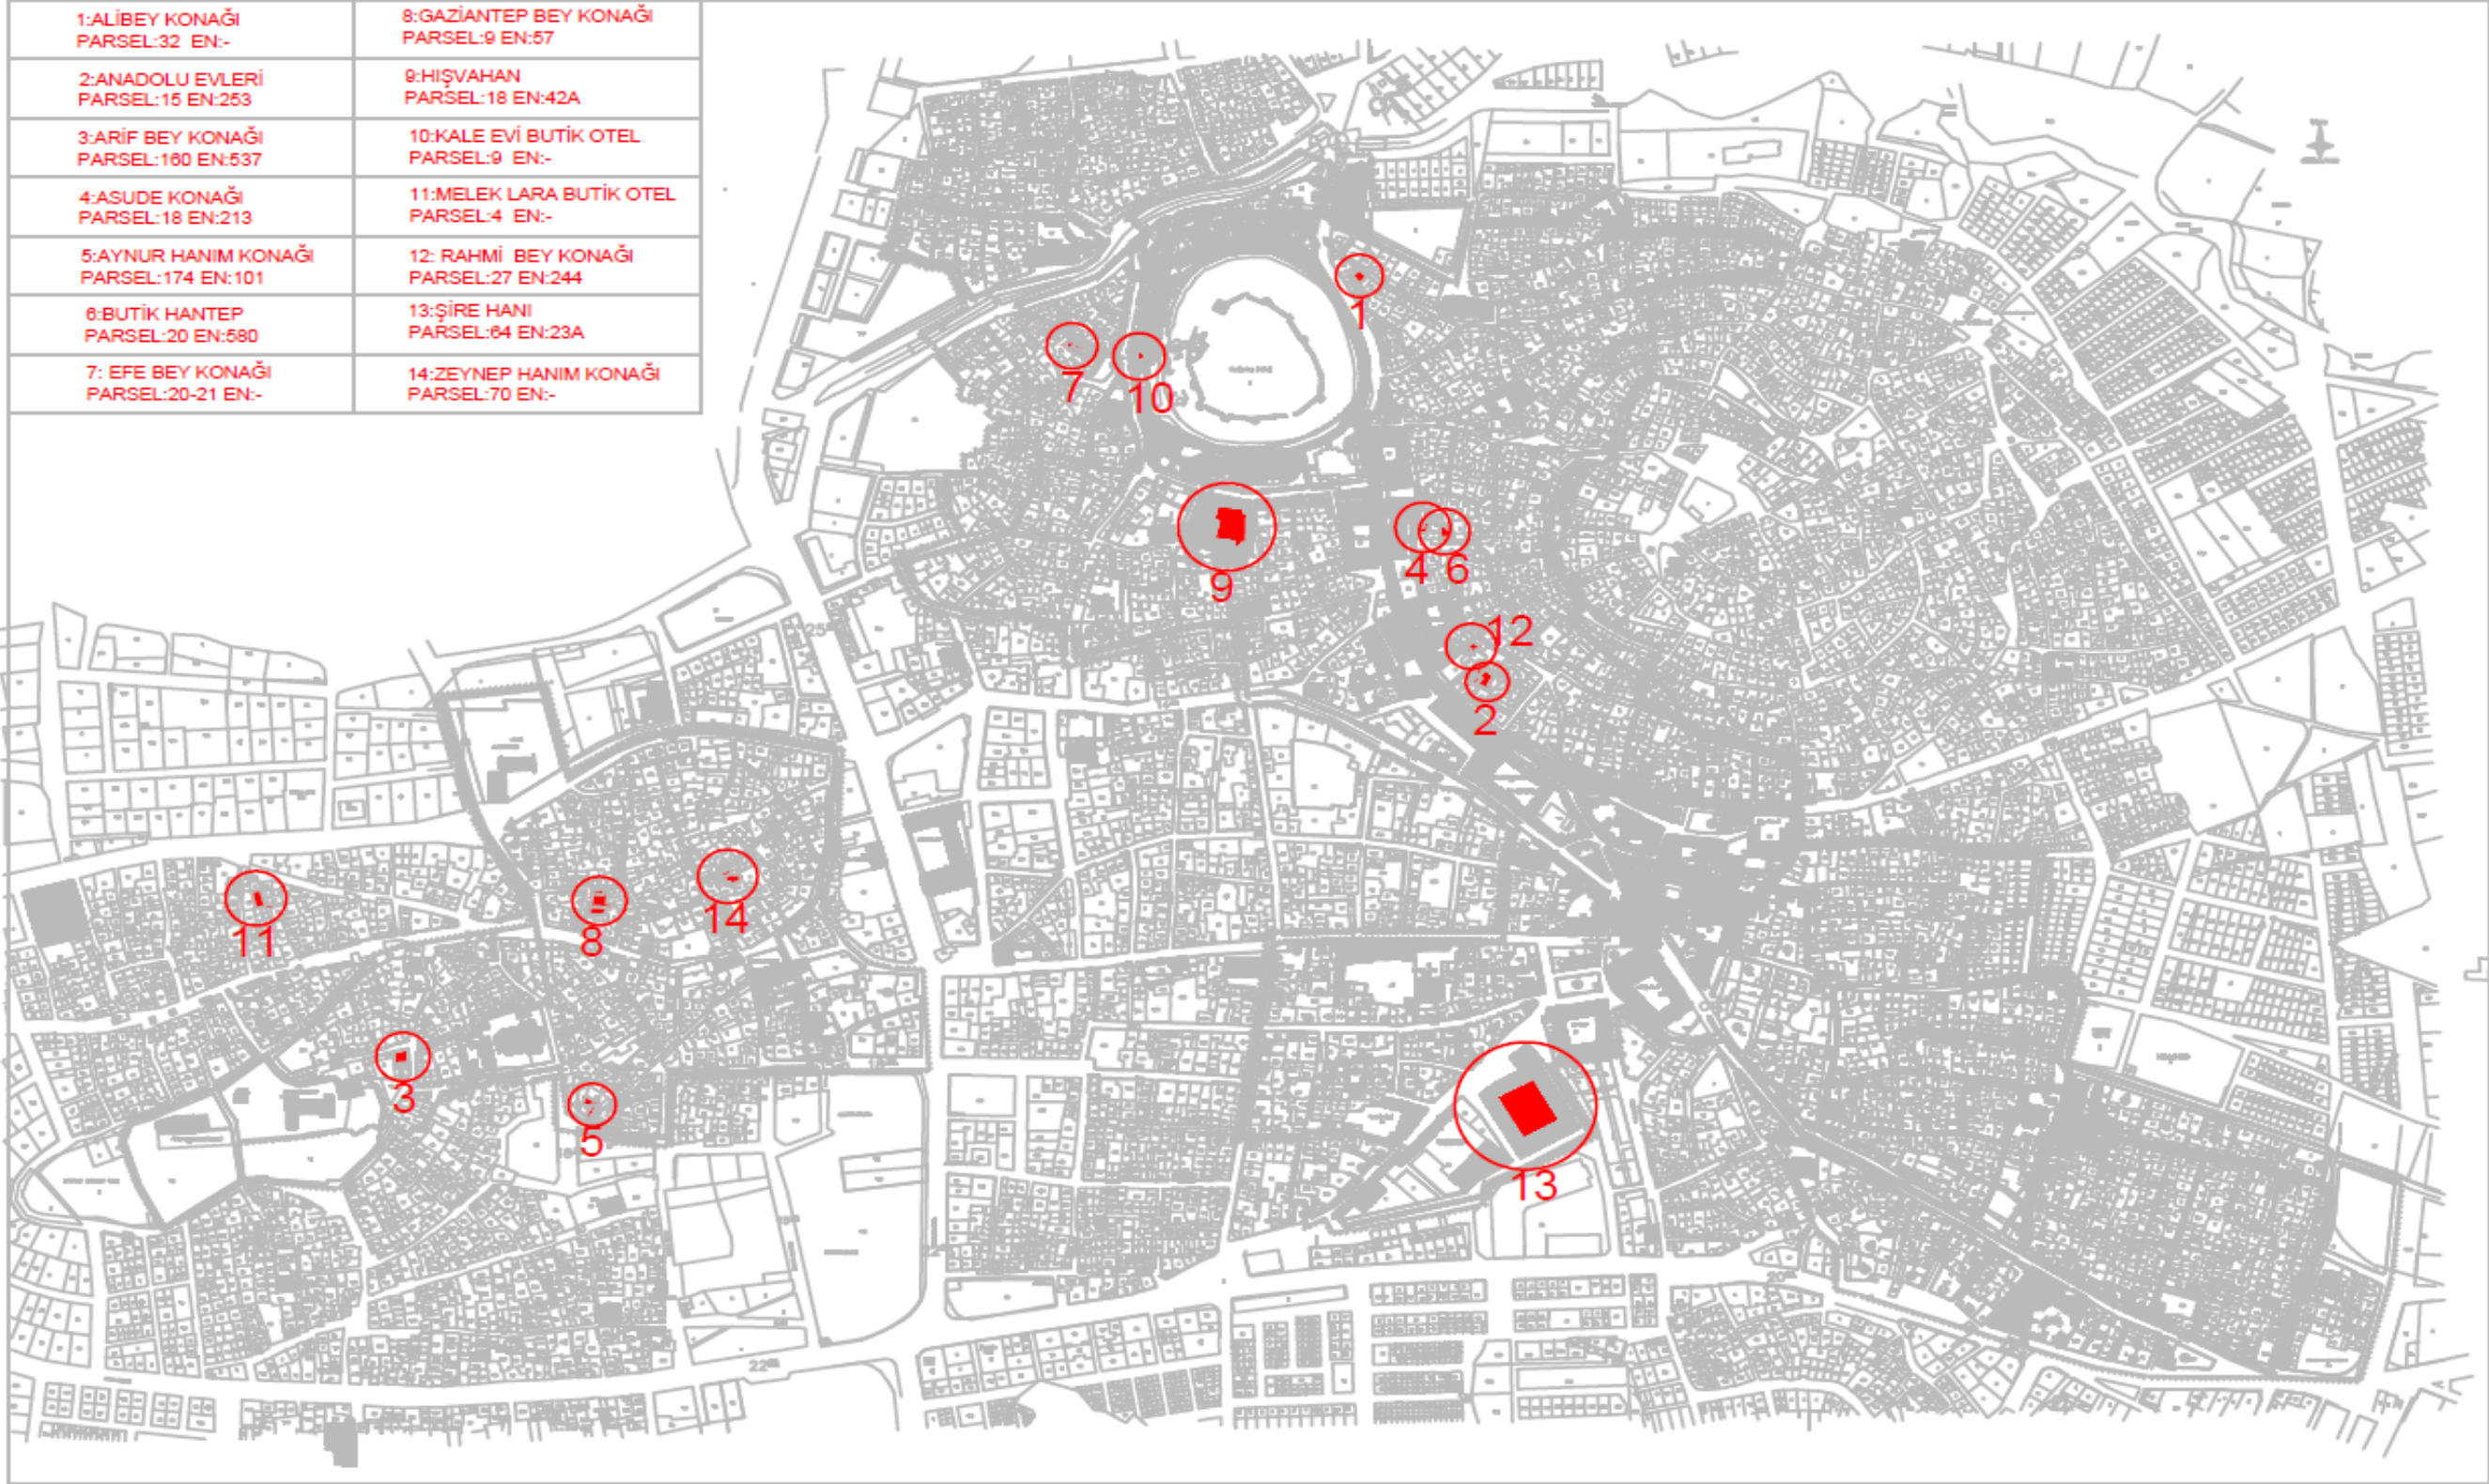 1:ALİBEY KONAĞI
PARSEL:32 EN:-
8:GAZİANTEP BEY KONAĞI
PARSEL:9 EN:57
2:ANADOLU EVLERİ
PARSEL:15 EN:253
9:HIŞVAHAN
PARSEL:18 EN:42A
3:ARİF BEY KONAĞI
PARSEL:160 EN:537
10:KALE EVİ BUTİK OTEL
PARSEL:9 EN:-
4:ASUDE KONAĞI
PARSEL:18 EN:213
11:MELEK LARA BUTİK OTEL
PARSEL:4 EN:-
5:AYNUR HANIM KONAĞI
PARSEL:174 EN:101
12: RAHMİ BEY KONAĞI
PARSEL:27 EN:244
6:BUTİK HANTEP
PARSEL:20 EN:580
13:ŞİRE HANI
PARSEL:64 EN:23A
7: EFE BEY KONAĞI
PARSEL:20-21 EN:-
14:ZEYNEP HANIM KONAĞI
PARSEL:70 EN:-
1
7
10
9
4
6
12
2
14
11
8
3
5
13